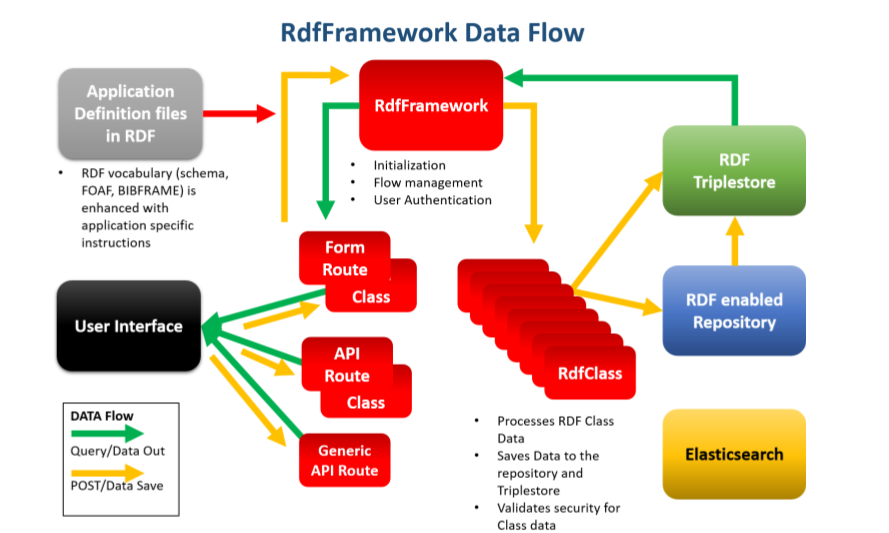 RdfFramework Data Flow
Application
Definition files
in RDF
• RDF vocabulary (schema,
FOAF, BIBFRAME) is
enhanced with
application specific
instructions
RdfFramework
• Initialization
• Flow management
• User Authentication
RDF
Triplestore
Form
Route
Class
User Interface
API
Route
Class
Generic
API Route
RdfClass
RDF enabled
Repository
• Processes RDF Class
Data
• Saves Data to the
repository and
Triplestore
• Validates security for
Class data
Elasticsearch
DATA Flow
Query/Data Out
POST/Data Save